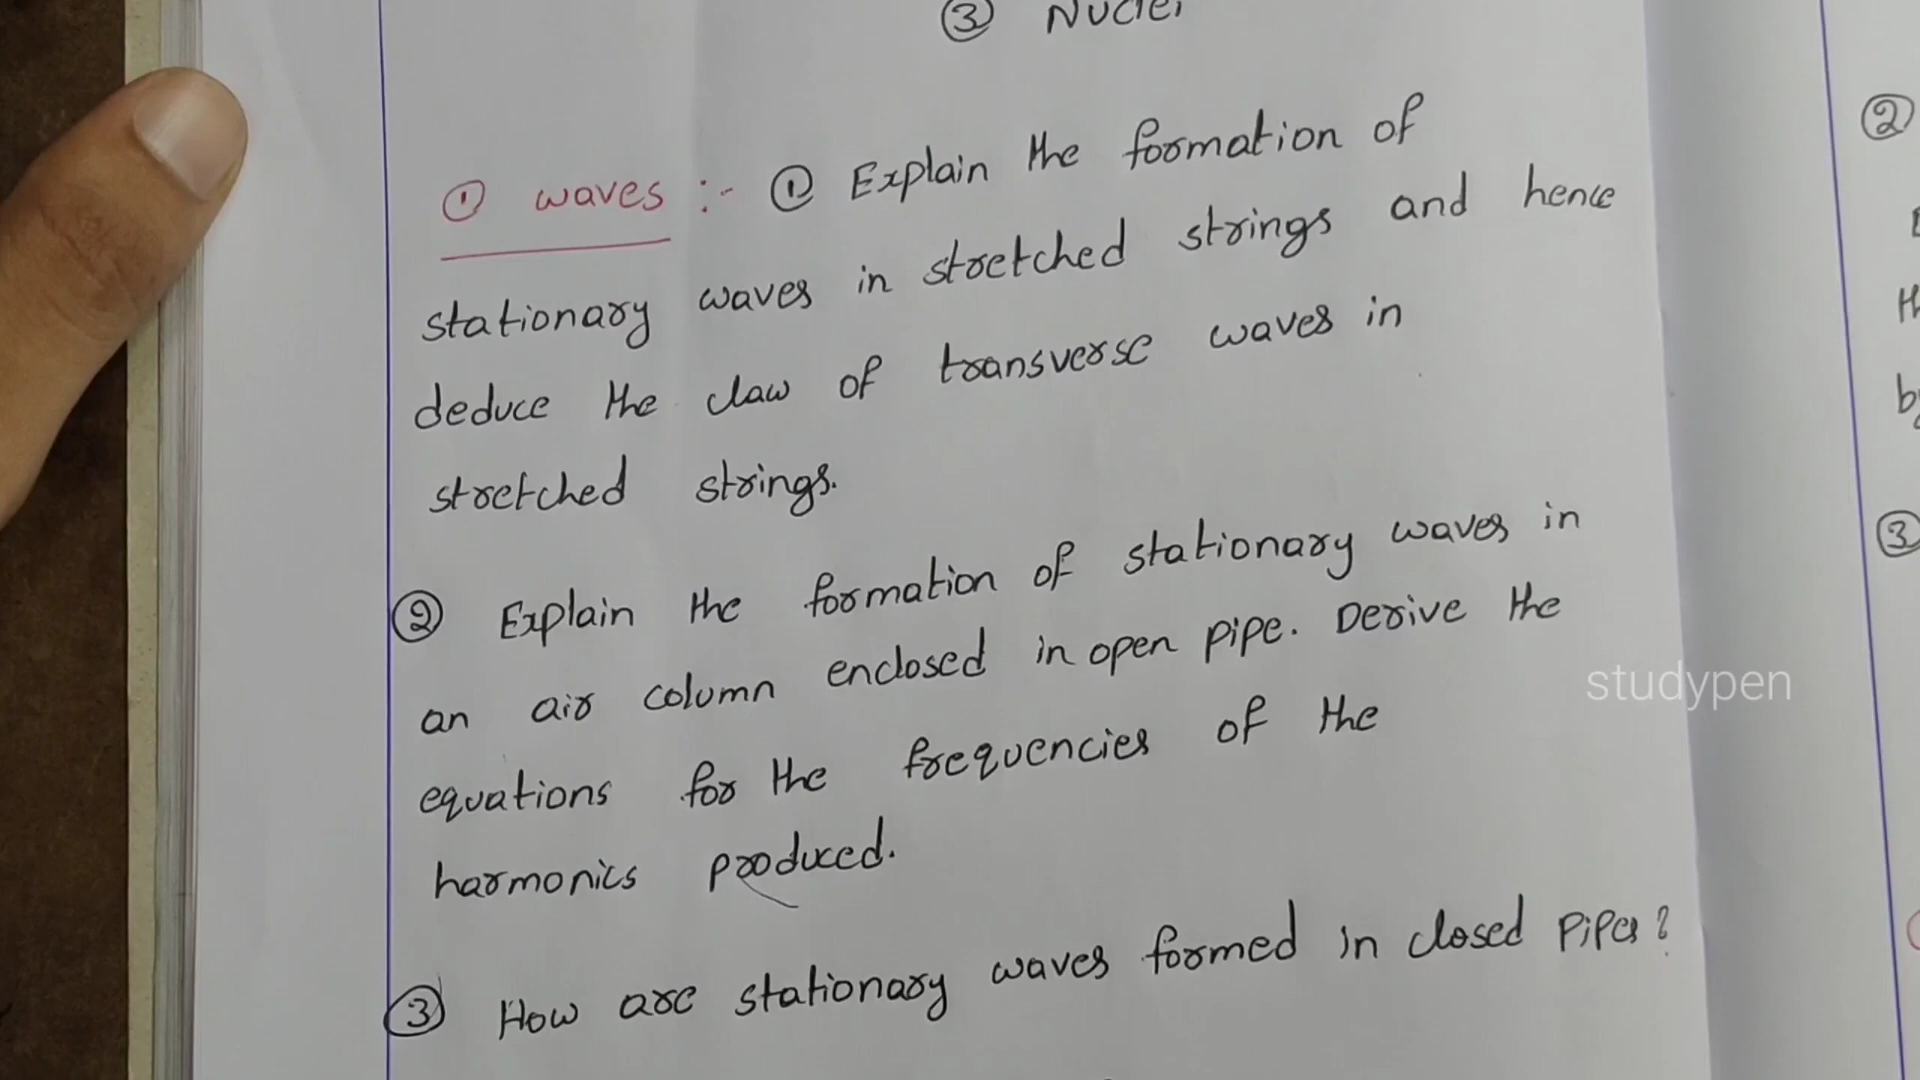 ③ Nuclei
① waves :- ① Explain the formation of
stationary waves in stretched strings and hence
deduce the claw of transverse waves in
stretched strings.
② Explain the formation of stationary waves in
an air column enclosed in open pipe. Derive the
equations for the frequencies of the
harmonics produced.
③ How are stationary waves formed in closed Pipes?
studypen
②
③